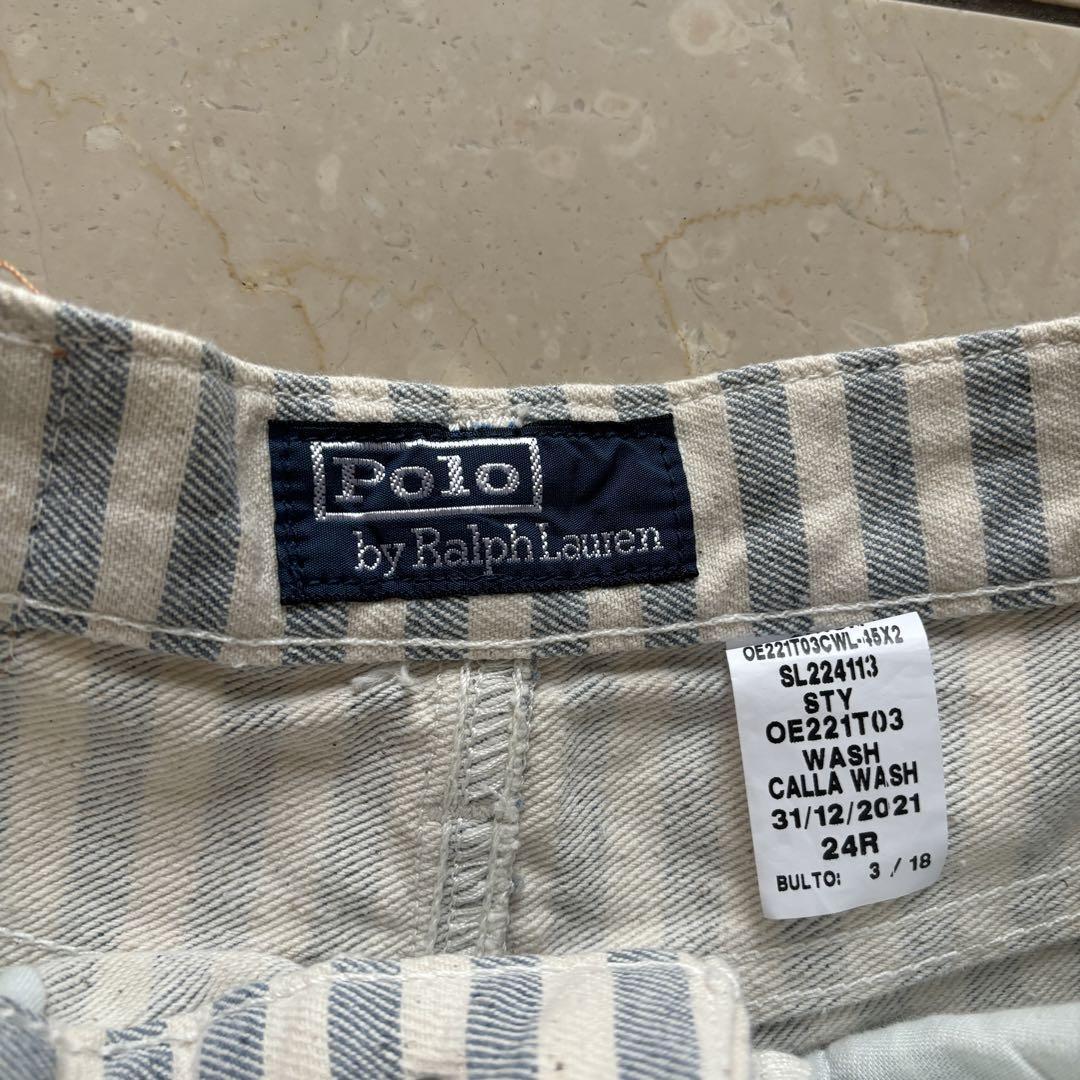 Polo
by Ralph Lauren
OE221T03CWL-45X2
SL224113
STY
OE221T03
WASH
CALLA WASH
31/12/2021
24R
BULTO: 3 / 18